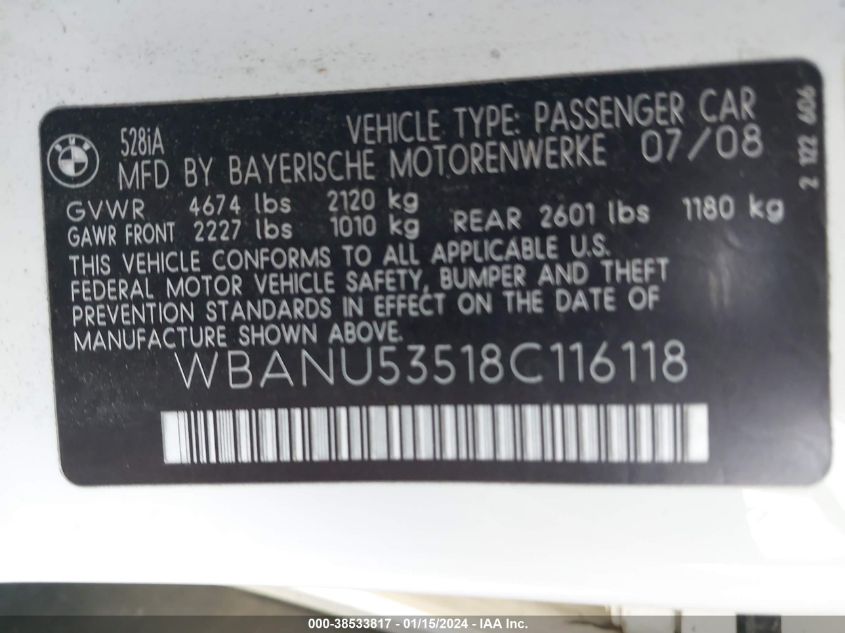 BMW
528iA
VEHICLE TYPE: PASSENGER CAR
MFD BY BAYERISCHE MOTORENWERKE 07/08
GVWR 4674 lbs 2120 kg
GAWR FRONT 2227 lbs 1010 kg REAR 2601 lbs 1180 kg
THIS VEHICLE CONFORMS TO ALL APPLICABLE U.S.
FEDERAL MOTOR VEHICLE SAFETY, BUMPER AND THEFT
PREVENTION STANDARDS IN EFFECT ON THE DATE OF
MANUFACTURE SHOWN ABOVE.
WBANU53518C116118
2 122 606
000-38533817 - 01/15/2024 - IAA Inc.